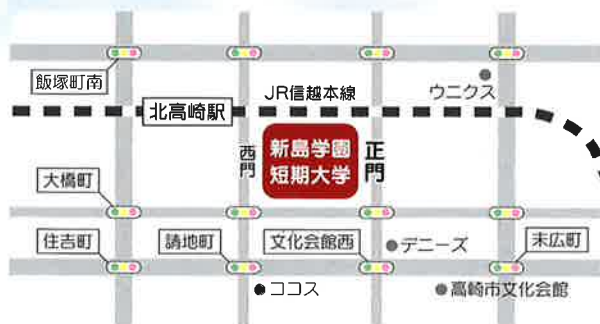 飯塚町南
ウニクス
JR信越本線
北高崎駅
西門
新島学園
短期大学
正門
大橋町
住吉町
請地町
文化会館西
デニーズ
末広町
ココス
高崎市文化会館